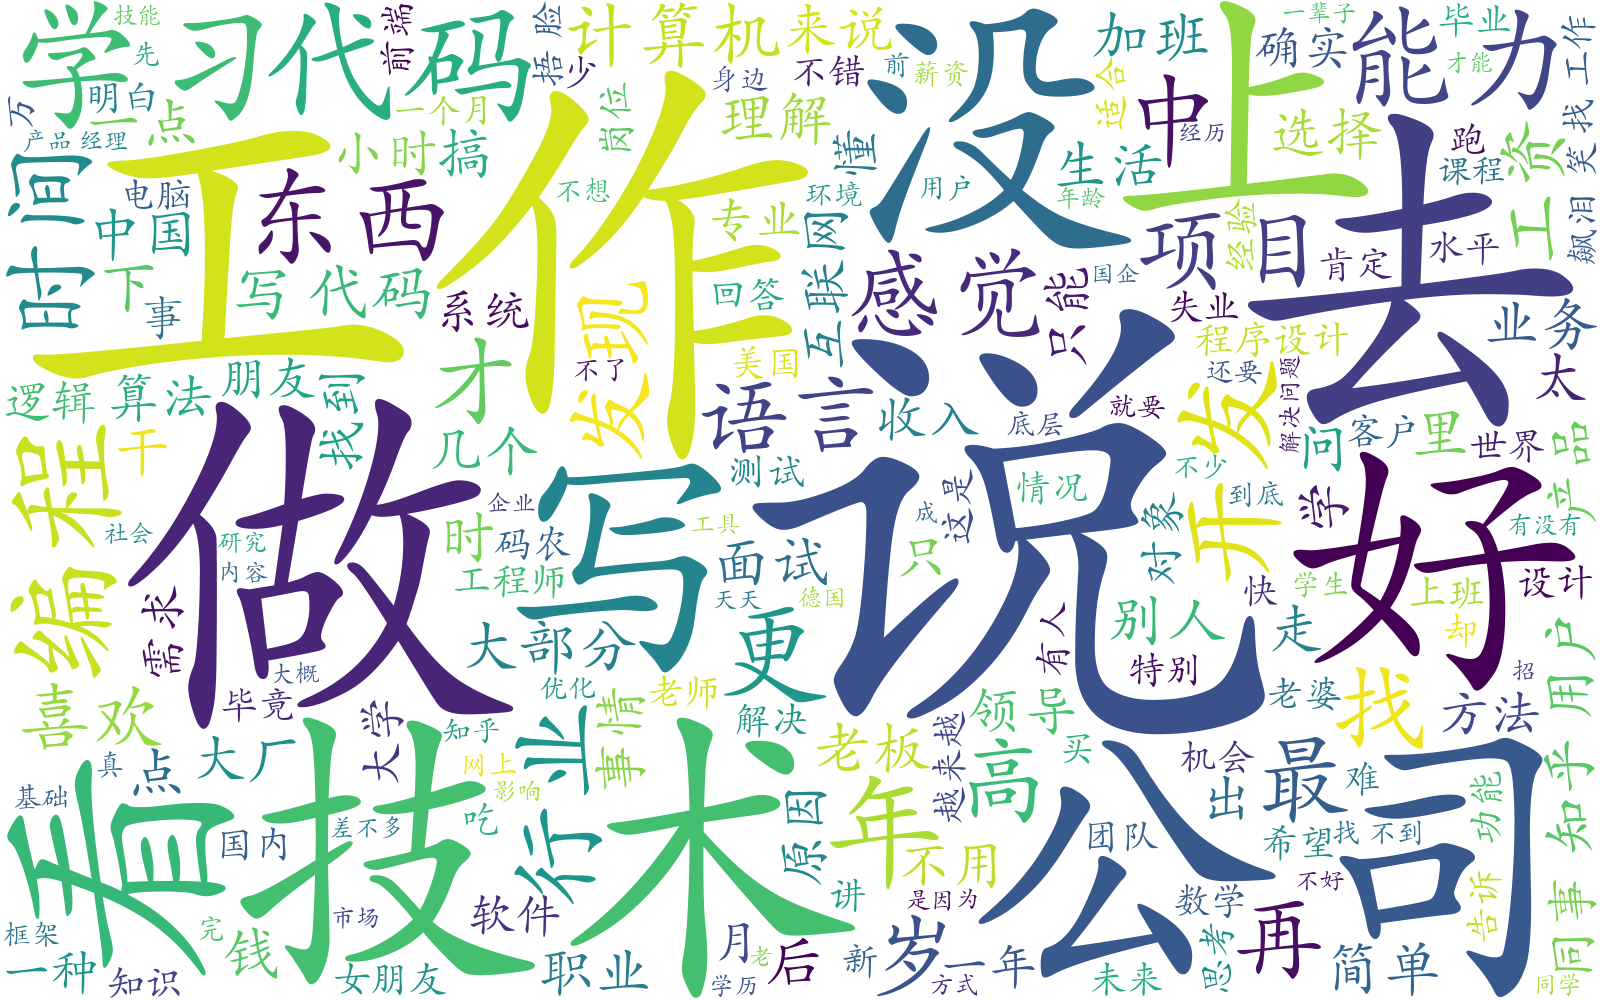 技能
学习
代码
前端
捂脸
计算机
来说
少
身边
不错
没
前
薪资
加班
上
一辈子
确实
能力
毕业
才能
工作
先
万
明白
一点
一个月
产品经理
小时
搞
岗位
理解
懂
适合
中
经历
选择
跑
课程
工资
笑
找
时间
电脑
中国
下
事
东西
工作
不想
专业
环境
用户
生活
年龄
去
写代码
系统
发现
回答
互联网
感觉
只能
国企
项目
经验
肯定
水平
飙泪
失业
业务
程序设计
美国
不了
逻辑
算法
朋友
找到
才
几个
语言
收入
说
底层
就要
还要
开发
解决问题
太
问
客户
里
世界
产品
编程
干
做
企业
写
测试
情况
这是
不少
对象
到底
学
好
有没有
社会
研究
内容
时
码农
工具
成
面试
只
工程师
天天
德国
快
学生
上班
设计
需求
大部分
更
有人
别人
走
却
特别
大概
喜欢
毕竟
大学
优化
老师
事情
解决
领导
老婆
找
方法
招
用户
真
点
大厂
知乎
行业
网上
影响
老板
越来越
高
买
机会
出
最
难
公司
知乎
基础
看
国内
差不多
技术
吃
原因
年
不用
团队
希望
找不到
功能
框架
完
钱
市场
软件
讲
是因为
数学
不好
再
告诉
同事
一种
知识
女朋友
职业
月
老
后
学历
新
岁
一年
方式
未来
思考
简单
同学